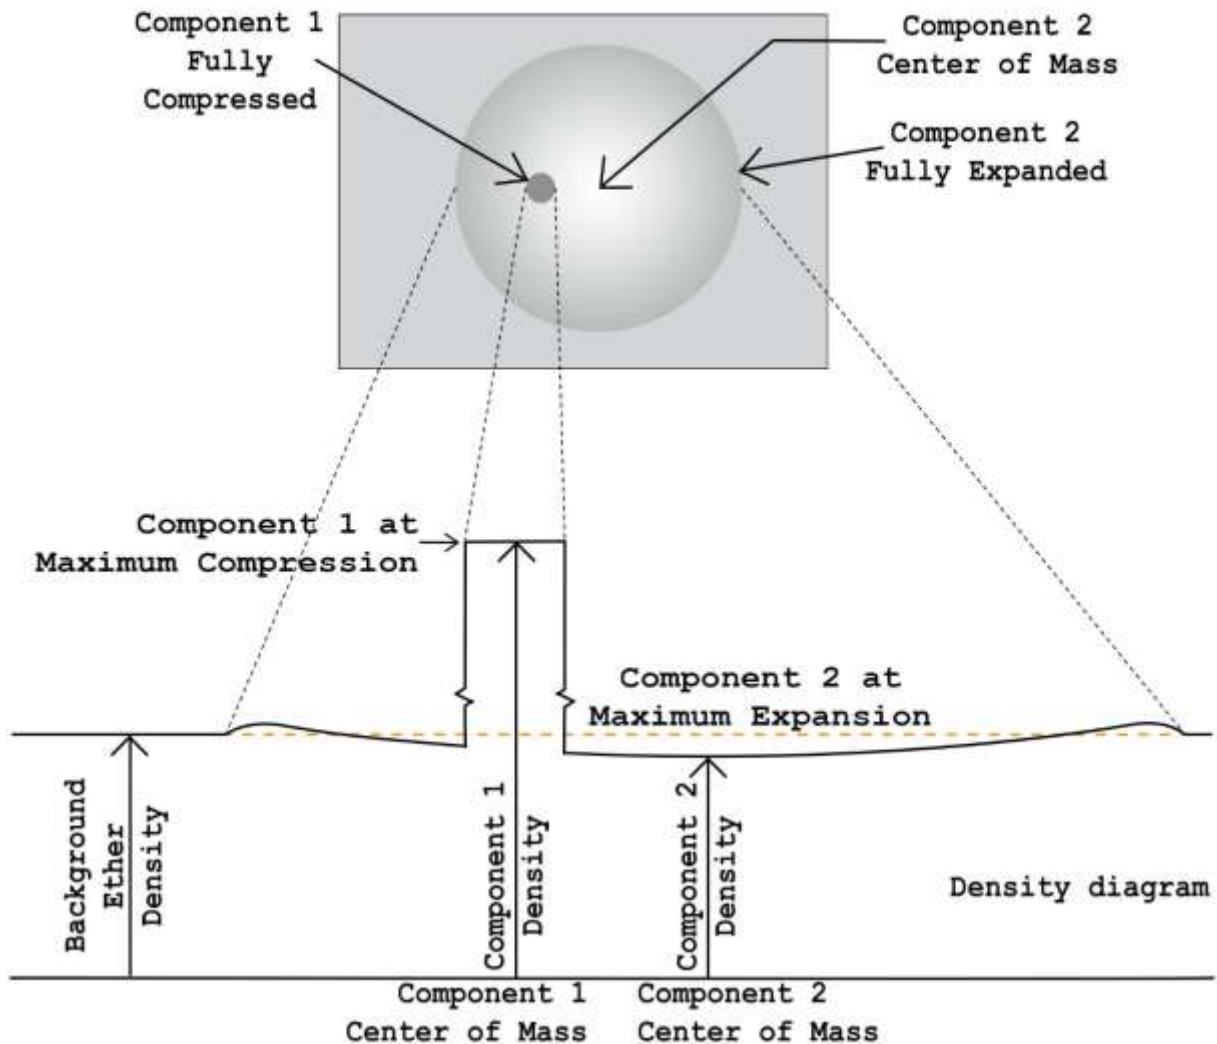 Component 1
Fully
Compressed
Component 2
Center of Mass
Component 2
Fully Expanded
Component 1 at
Maximum Compression
Component 2 at
Maximum Expansion
Background
Ether
Density
Component 1
Density
Component 2
Density
Density diagram
Component 1
Center of Mass
Component 2
Center of Mass